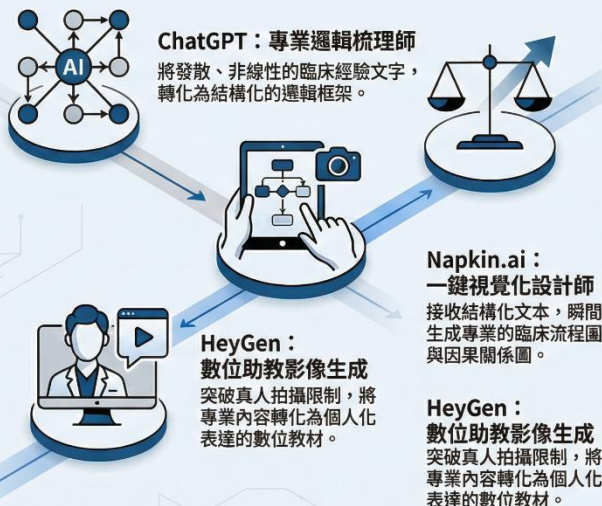 ChatGPT：專業邏輯梳理師
將發散、非線性的臨床經驗文字，
轉化為結構化的邏輯框架。
AI
Napkin.ai：
一鍵視覺化設計師
接收結構化文本，瞬間
生成專業的臨床流程圖
與因果關係圖。
HeyGen：
數位助教影像生成
突破真人拍攝限制，將
專業內容轉化為個人化
表達的數位教材。
HeyGen：
數位助教影像生成
突破真人拍攝限制，將
專業內容轉化為個人化
表達的數位教材。